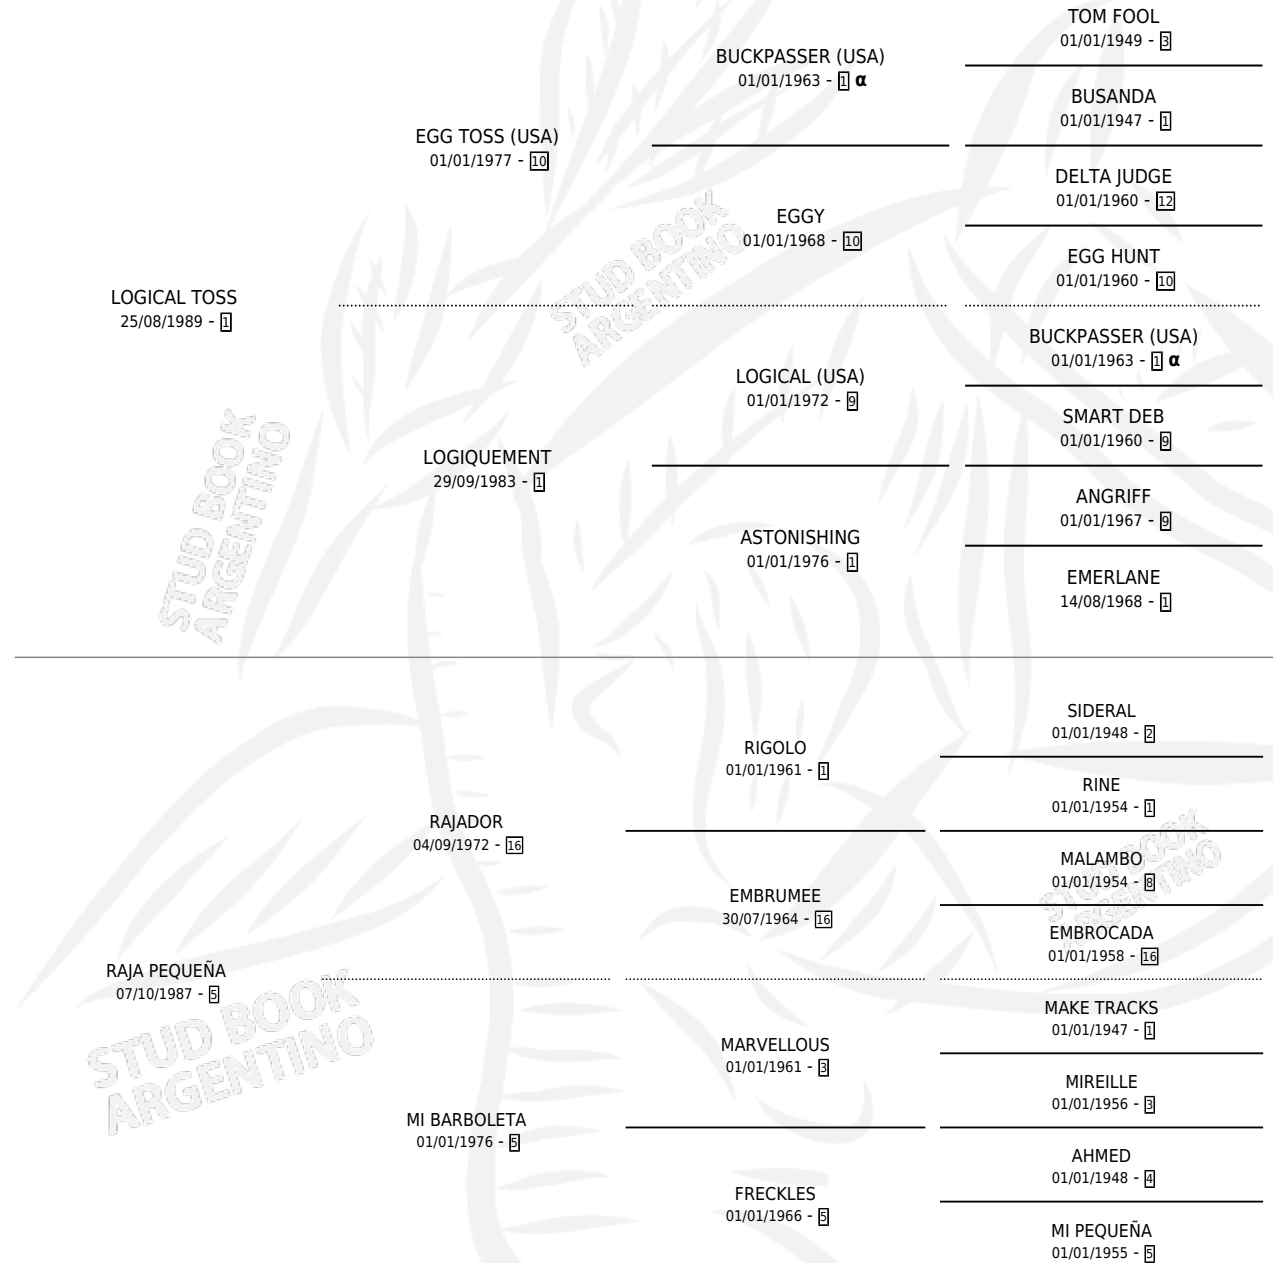 TOM FOOL
01/01/1949 - 3
BUCKPASSER (USA)
01/01/1963 - 1 α
BUSANDA
01/01/1947 - 1
EGG TOSS (USA)
01/01/1977 - 10
DELTA JUDGE
01/01/1960 - 12
EGGY
01/01/1968 - 10
EGG HUNT
01/01/1960 - 10
LOGICAL TOSS
25/08/1989 - 1
BUCKPASSER (USA)
01/01/1963 - 1 α
LOGICAL (USA)
01/01/1972 - 9
SMART DEB
01/01/1960 - 9
LOGIQUEMENT
29/09/1983 - 1
ANGRIFF
01/01/1967 - 9
ASTONISHING
01/01/1976 - 1
EMERLANE
14/08/1968 - 1
SIDERAL
01/01/1948 - 2
RIGOLO
01/01/1961 - 1
RINE
01/01/1954 - 1
RAJADOR
04/09/1972 - 16
MALAMBO
01/01/1954 - 8
EMBRUMEE
30/07/1964 - 16
EMBROCADA
01/01/1958 - 16
RAJA PEQUEÑA
07/10/1987 - 5
MAKE TRACKS
01/01/1947 - 1
MARVELLOUS
01/01/1961 - 3
MIREILLE
01/01/1956 - 3
MI BARBOLETA
01/01/1976 - 5
AHMED
01/01/1948 - 4
FRECKLES
01/01/1966 - 5
MI PEQUEÑA
01/01/1955 - 5
STUD BOOK
ARGENTINO
STUD BOOK
ARGENTINO
STUD BOOK
ARGENTINO
STUD BOOK
ARGENTINO